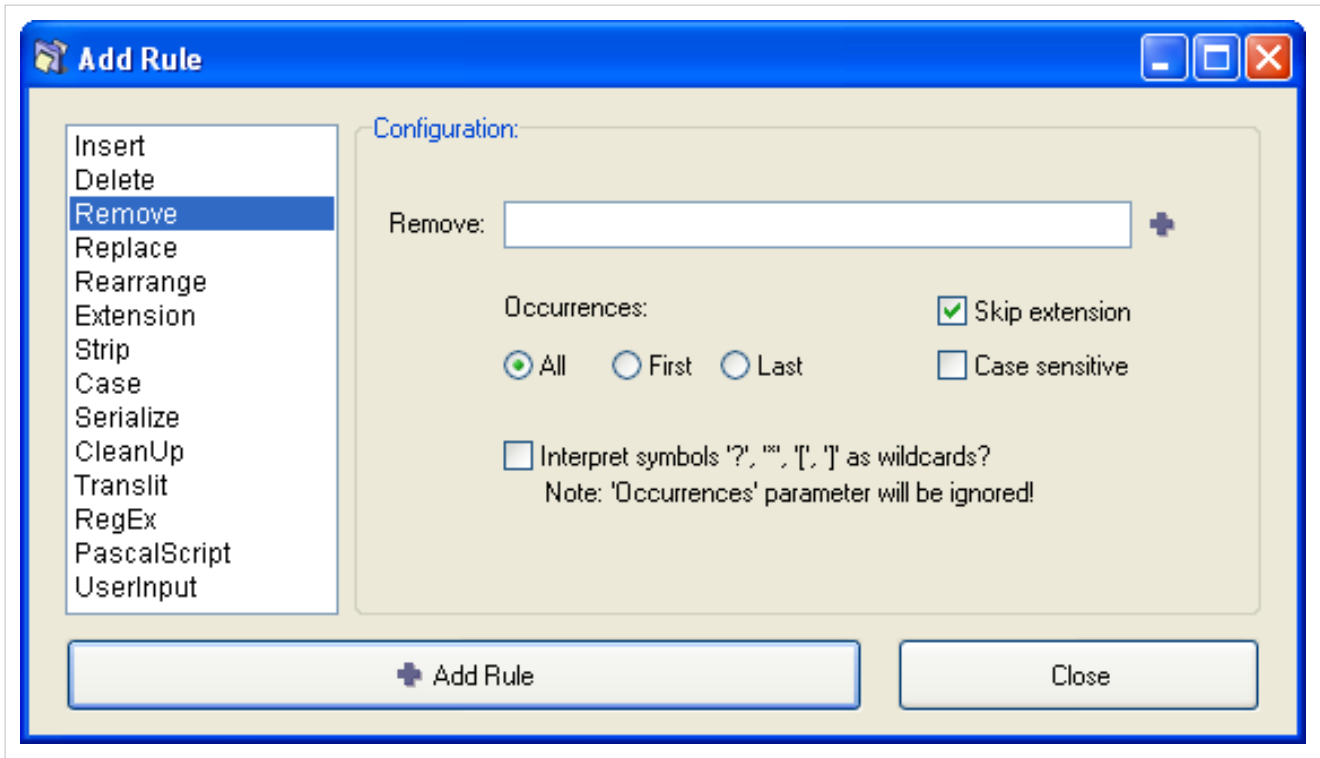 Add Rule
Insert
Delete
Remove
Replace
Rearrange
Extension
Strip
Case
Serialize
CleanUp
Translit
RegEx
PascalScript
UserInput
Configuration:
Remove:
Occurrences:
Skip extension
All First Last
Case sensitive
Interpret symbols '?', '*', '[', ']' as wildcards?
Note: 'Occurrences' parameter will be ignored!
Add Rule
Close